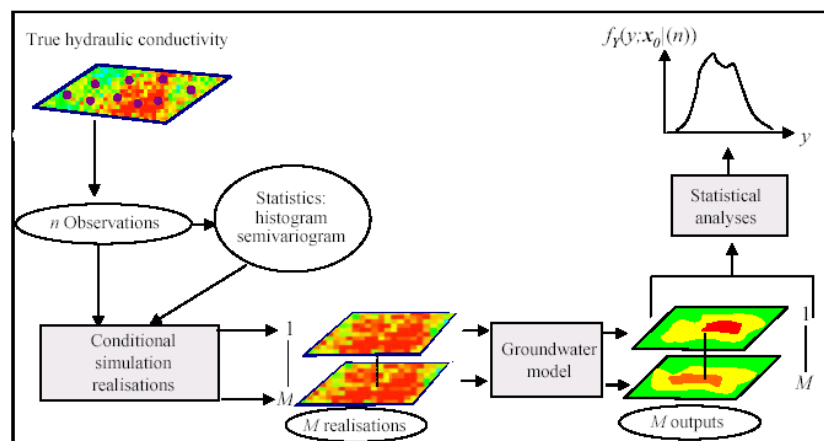 True hydraulic conductivity
f_Y(y;x_0|(n)
y
n Observations
Statistics:
histogram
semivariogram
Statistical
analyses
Conditional
simulation
realisations
1
M
M realisations
Groundwater
model
1
M
M outputs